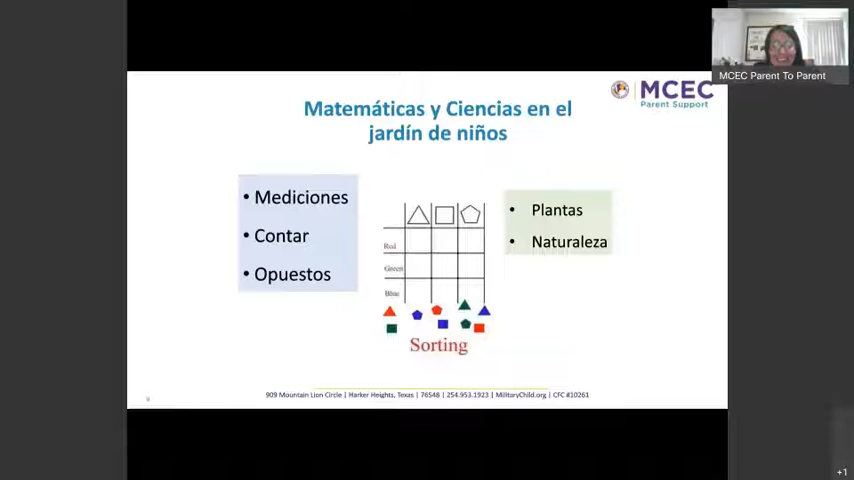 MCEC Parent To Parent
MCEC
Parent Support
Matemáticas y Ciencias en el
jardín de niños
• Mediciones
• Contar
• Opuestos
Red
Green
Blue
Sorting
• Plantas
• Naturaleza
909 Mountain Lion Circle | Harker Heights, Texas | 76548 | 254.953.1923 | MilitaryChild.org | CFC #10261
+1